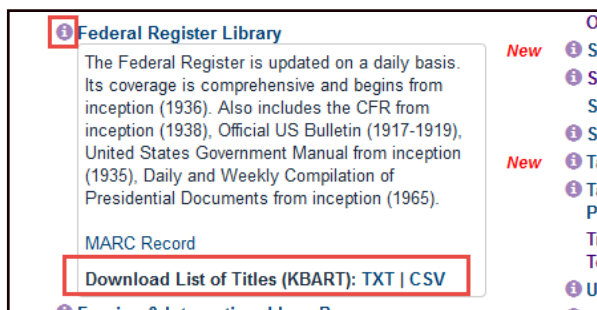 Federal Register Library
The Federal Register is updated on a daily basis.
Its coverage is comprehensive and begins from
inception (1936). Also includes the CFR from
inception (1938), Official US Bulletin (1917-1919),
United States Government Manual from inception
(1935), Daily and Weekly Compilation of
Presidential Documents from inception (1965).
MARC Record
Download List of Titles (KBART): TXT | CSV
New
New